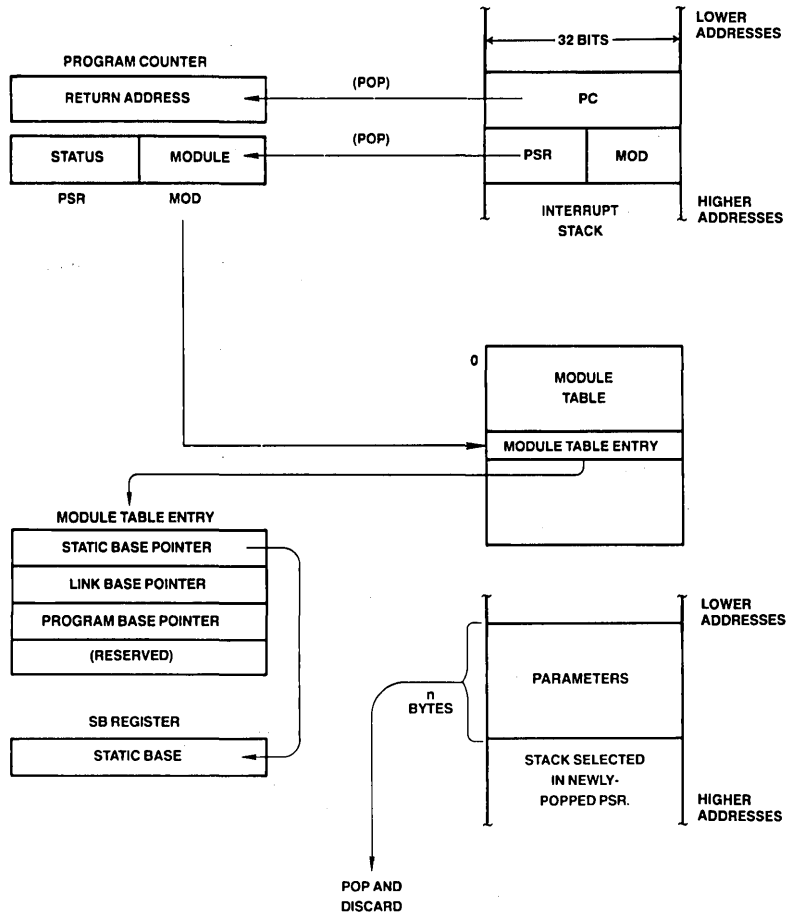 LOWER
ADDRESSES
32 BITS
PROGRAM COUNTER
RETURN ADDRESS
(POP)
PC
STATUS
MODULE
(POP)
PSR
MOD
PSR
MOD
INTERRUPT
STACK
HIGHER
ADDRESSES
0
MODULE
TABLE
MODULE TABLE ENTRY
MODULE TABLE ENTRY
STATIC BASE POINTER
LINK BASE POINTER
PROGRAM BASE POINTER
(RESERVED)
SB REGISTER
STATIC BASE
LOWER
ADDRESSES
PARAMETERS
n
BYTES
STACK SELECTED
IN NEWLY-
POPPED PSR.
HIGHER
ADDRESSES
POP AND
DISCARD